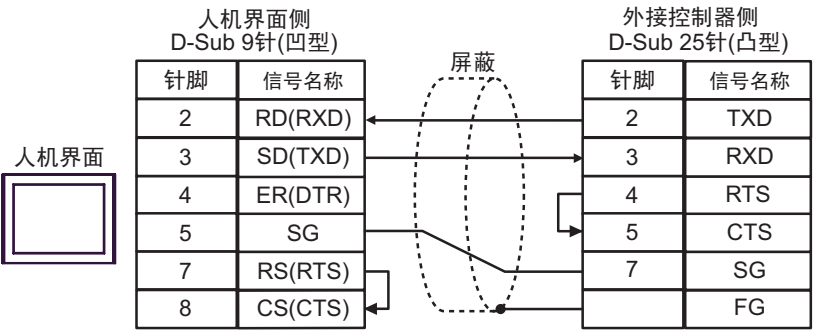 人机界面侧
D-Sub 9针(凹型)
外接控制器侧
D-Sub 25针(凸型)
屏蔽
人机界面
针脚 信号名称
2 RD(RXD)
3 SD(TXD)
4 ER(DTR)
5 SG
7 RS(RTS)
8 CS(CTS)
针脚 信号名称
2 TXD
3 RXD
4 RTS
5 CTS
7 SG
FG